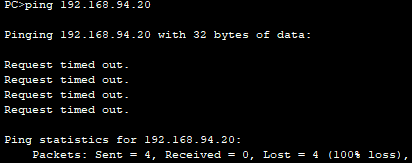 PC>ping 192.168.94.20
Pinging 192.168.94.20 with 32 bytes of data:
Request timed out.
Request timed out.
Request timed out.
Request timed out.
Ping statistics for 192.168.94.20:
Packets: Sent = 4, Received = 0, Lost = 4 (100% loss),